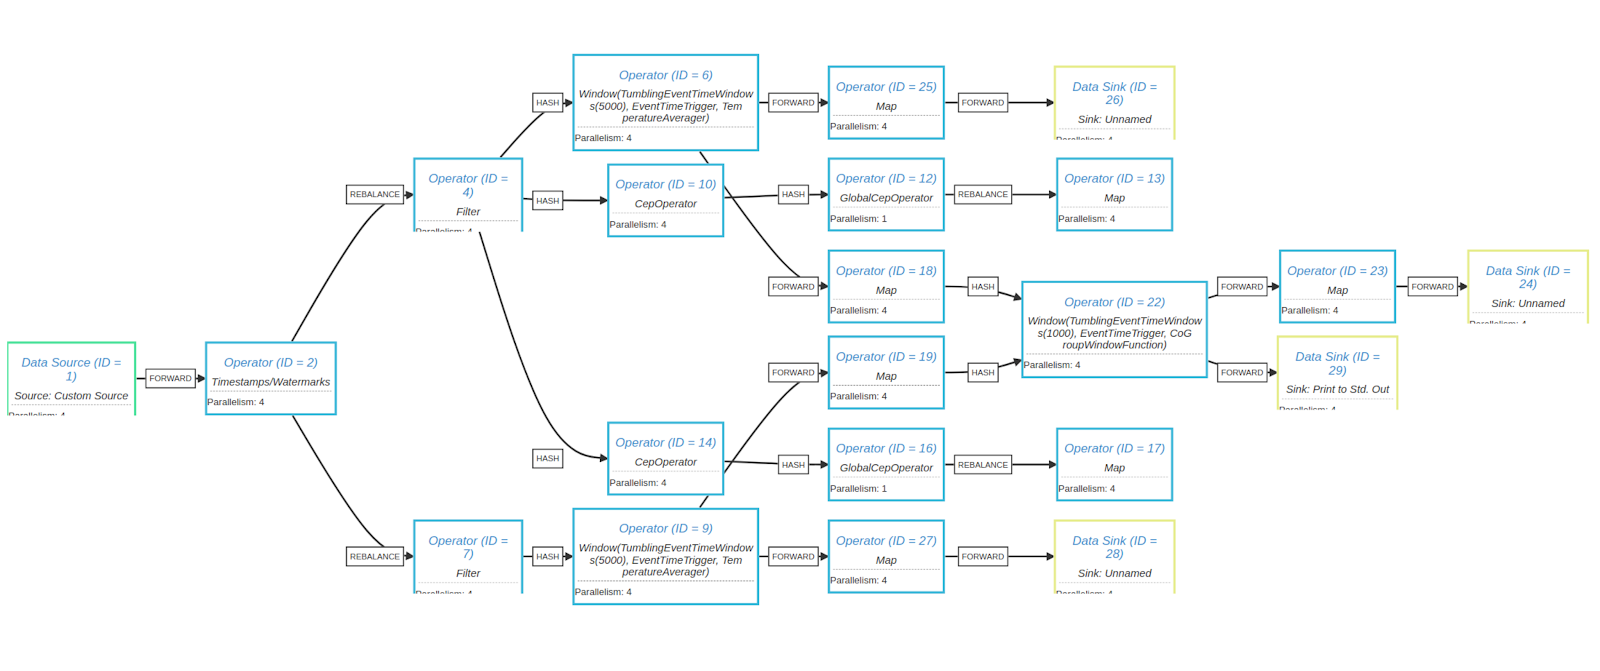 Data Source (ID =
1)
Source: Custom Source
Parallelism: 4
FORWARD
Operator (ID = 2)
Timestamps/Watermarks
Parallelism: 4
REBALANCE
Operator (ID =
4)
Filter
Parallelism: 4
REBALANCE
Operator (ID =
7)
Filter
Parallelism: 4
HASH
Operator (ID = 6)
Window(TumblingEventTimeWindow
s(5000), EventTimeTrigger, Tem
peratureAverager)
Parallelism: 4
HASH
Operator (ID = 10)
CepOperator
Parallelism: 4
HASH
Operator (ID = 14)
CepOperator
Parallelism: 4
HASH
Operator (ID = 9)
Window(TumblingEventTimeWindow
s(5000), EventTimeTrigger, Tem
peratureAverager)
Parallelism: 4
FORWARD
Operator (ID = 25)
Map
Parallelism: 4
FORWARD
Data Sink (ID =
26)
Sink: Unnamed
Parallelism: 4
HASH
Operator (ID = 12)
GlobalCepOperator
Parallelism: 1
REBALANCE
Operator (ID = 13)
Map
Parallelism: 4
FORWARD
Operator (ID = 18)
Map
Parallelism: 4
HASH
FORWARD
Operator (ID = 19)
Map
Parallelism: 4
HASH
Operator (ID = 22)
Window(TumblingEventTimeWindow
s(1000), EventTimeTrigger, CoG
roupWindowFunction)
Parallelism: 4
FORWARD
Operator (ID = 23)
Map
Parallelism: 4
FORWARD
Data Sink (ID =
24)
Sink: Unnamed
Parallelism: 4
FORWARD
Data Sink (ID =
29)
Sink: Print to Std. Out
Parallelism: 4
HASH
Operator (ID = 16)
GlobalCepOperator
Parallelism: 1
REBALANCE
Operator (ID = 17)
Map
Parallelism: 4
FORWARD
Operator (ID = 27)
Map
Parallelism: 4
FORWARD
Data Sink (ID =
28)
Sink: Unnamed
Parallelism: 4